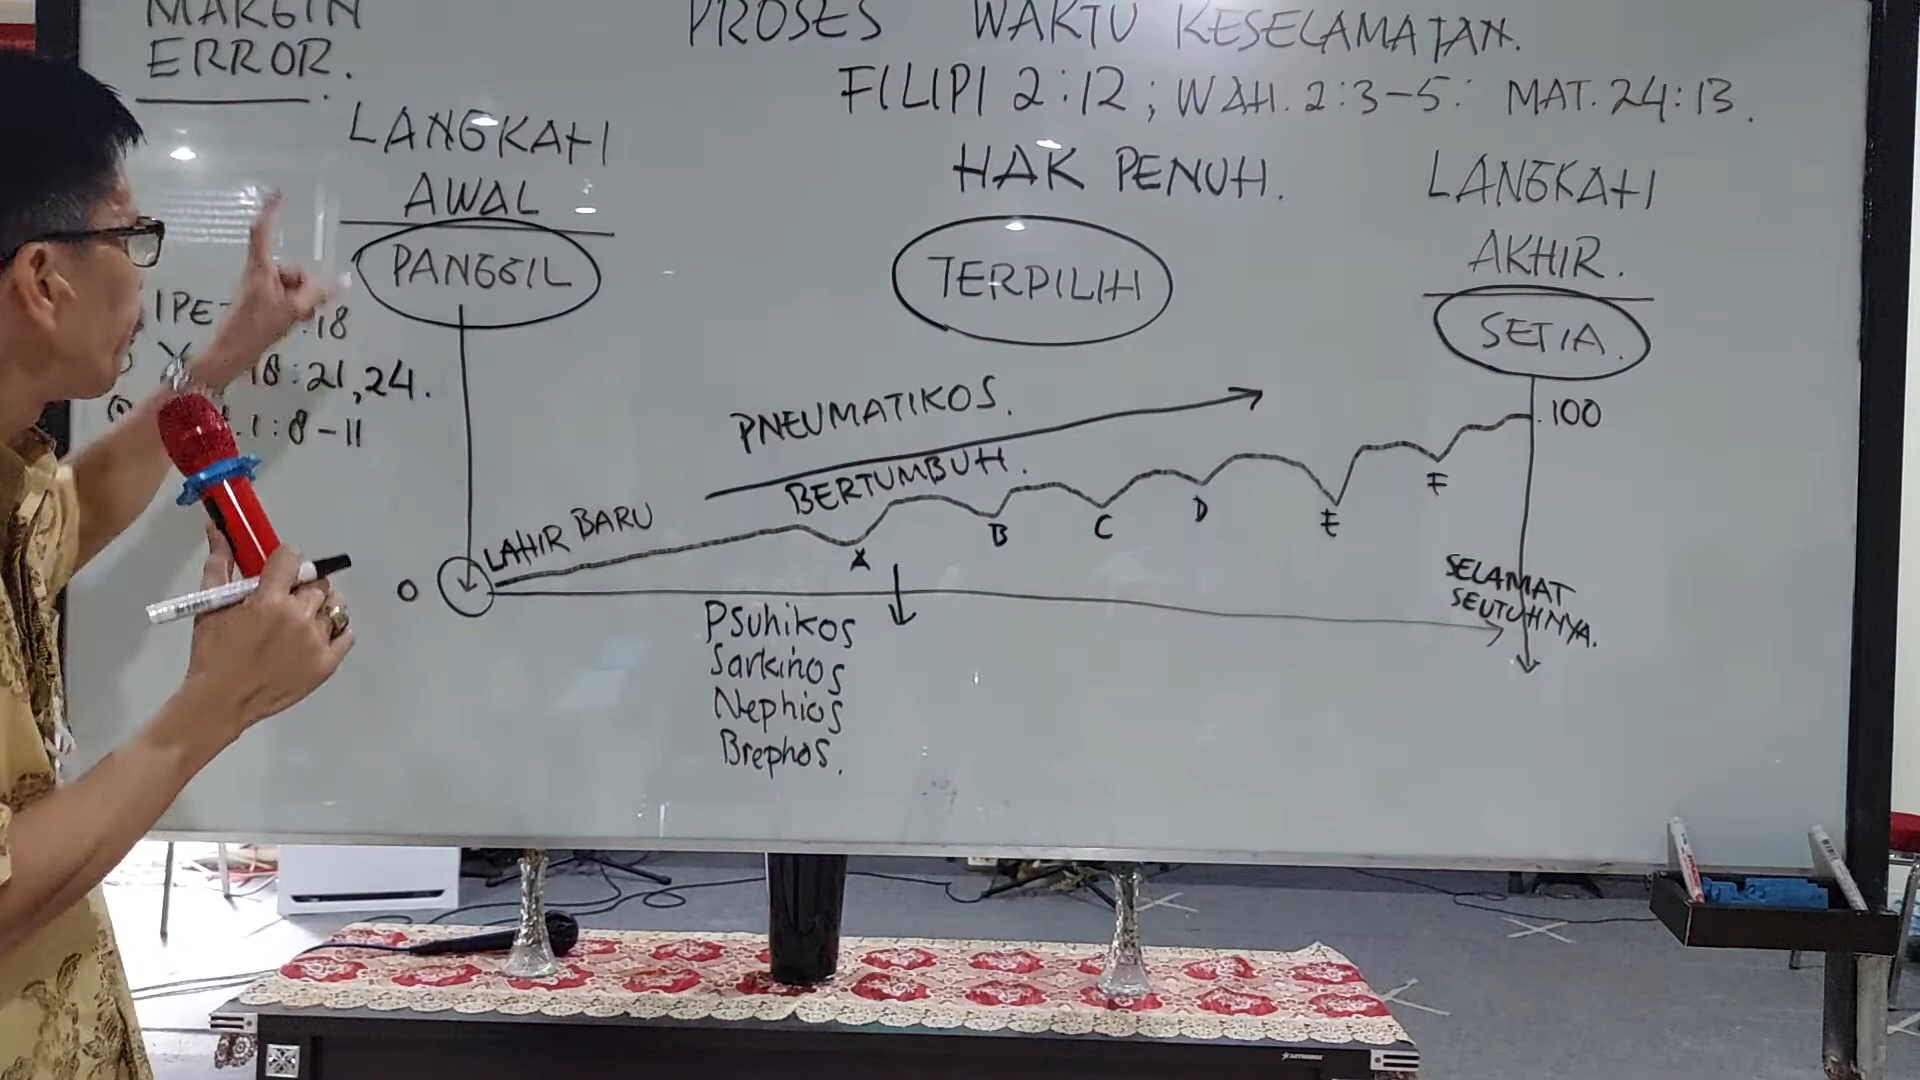 MARGIN
ERROR.
PROSES WAKTU KESELAMATAN.
FILIPI 2:12; WAH. 2:3-5: MAT. 24:13.
LANGKAH
AWAL
PANGGIL
HAK PENUH.
TERPILIH
LANGKAH
AKHIR.
SETIA.
1PE :18
18:21,24.
1:8-11
PNEUMATIKOS.
BERTUMBUH.
LAHIR BARU
100
A
B
C
D
E
F
0
SELAMAT
SEUTUHNYA.
Psuhikos
Sarkinos
Nephios
Brephos.